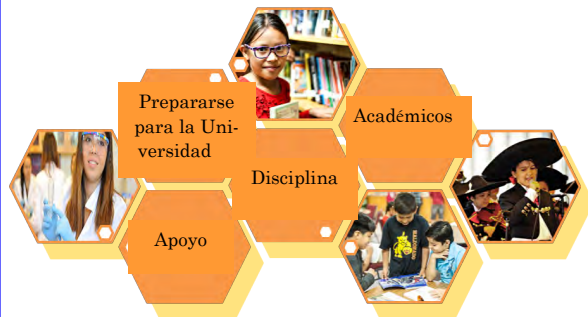 Prepararse
para la Uni-
versidad
Académicos
Disciplina
Apoyo